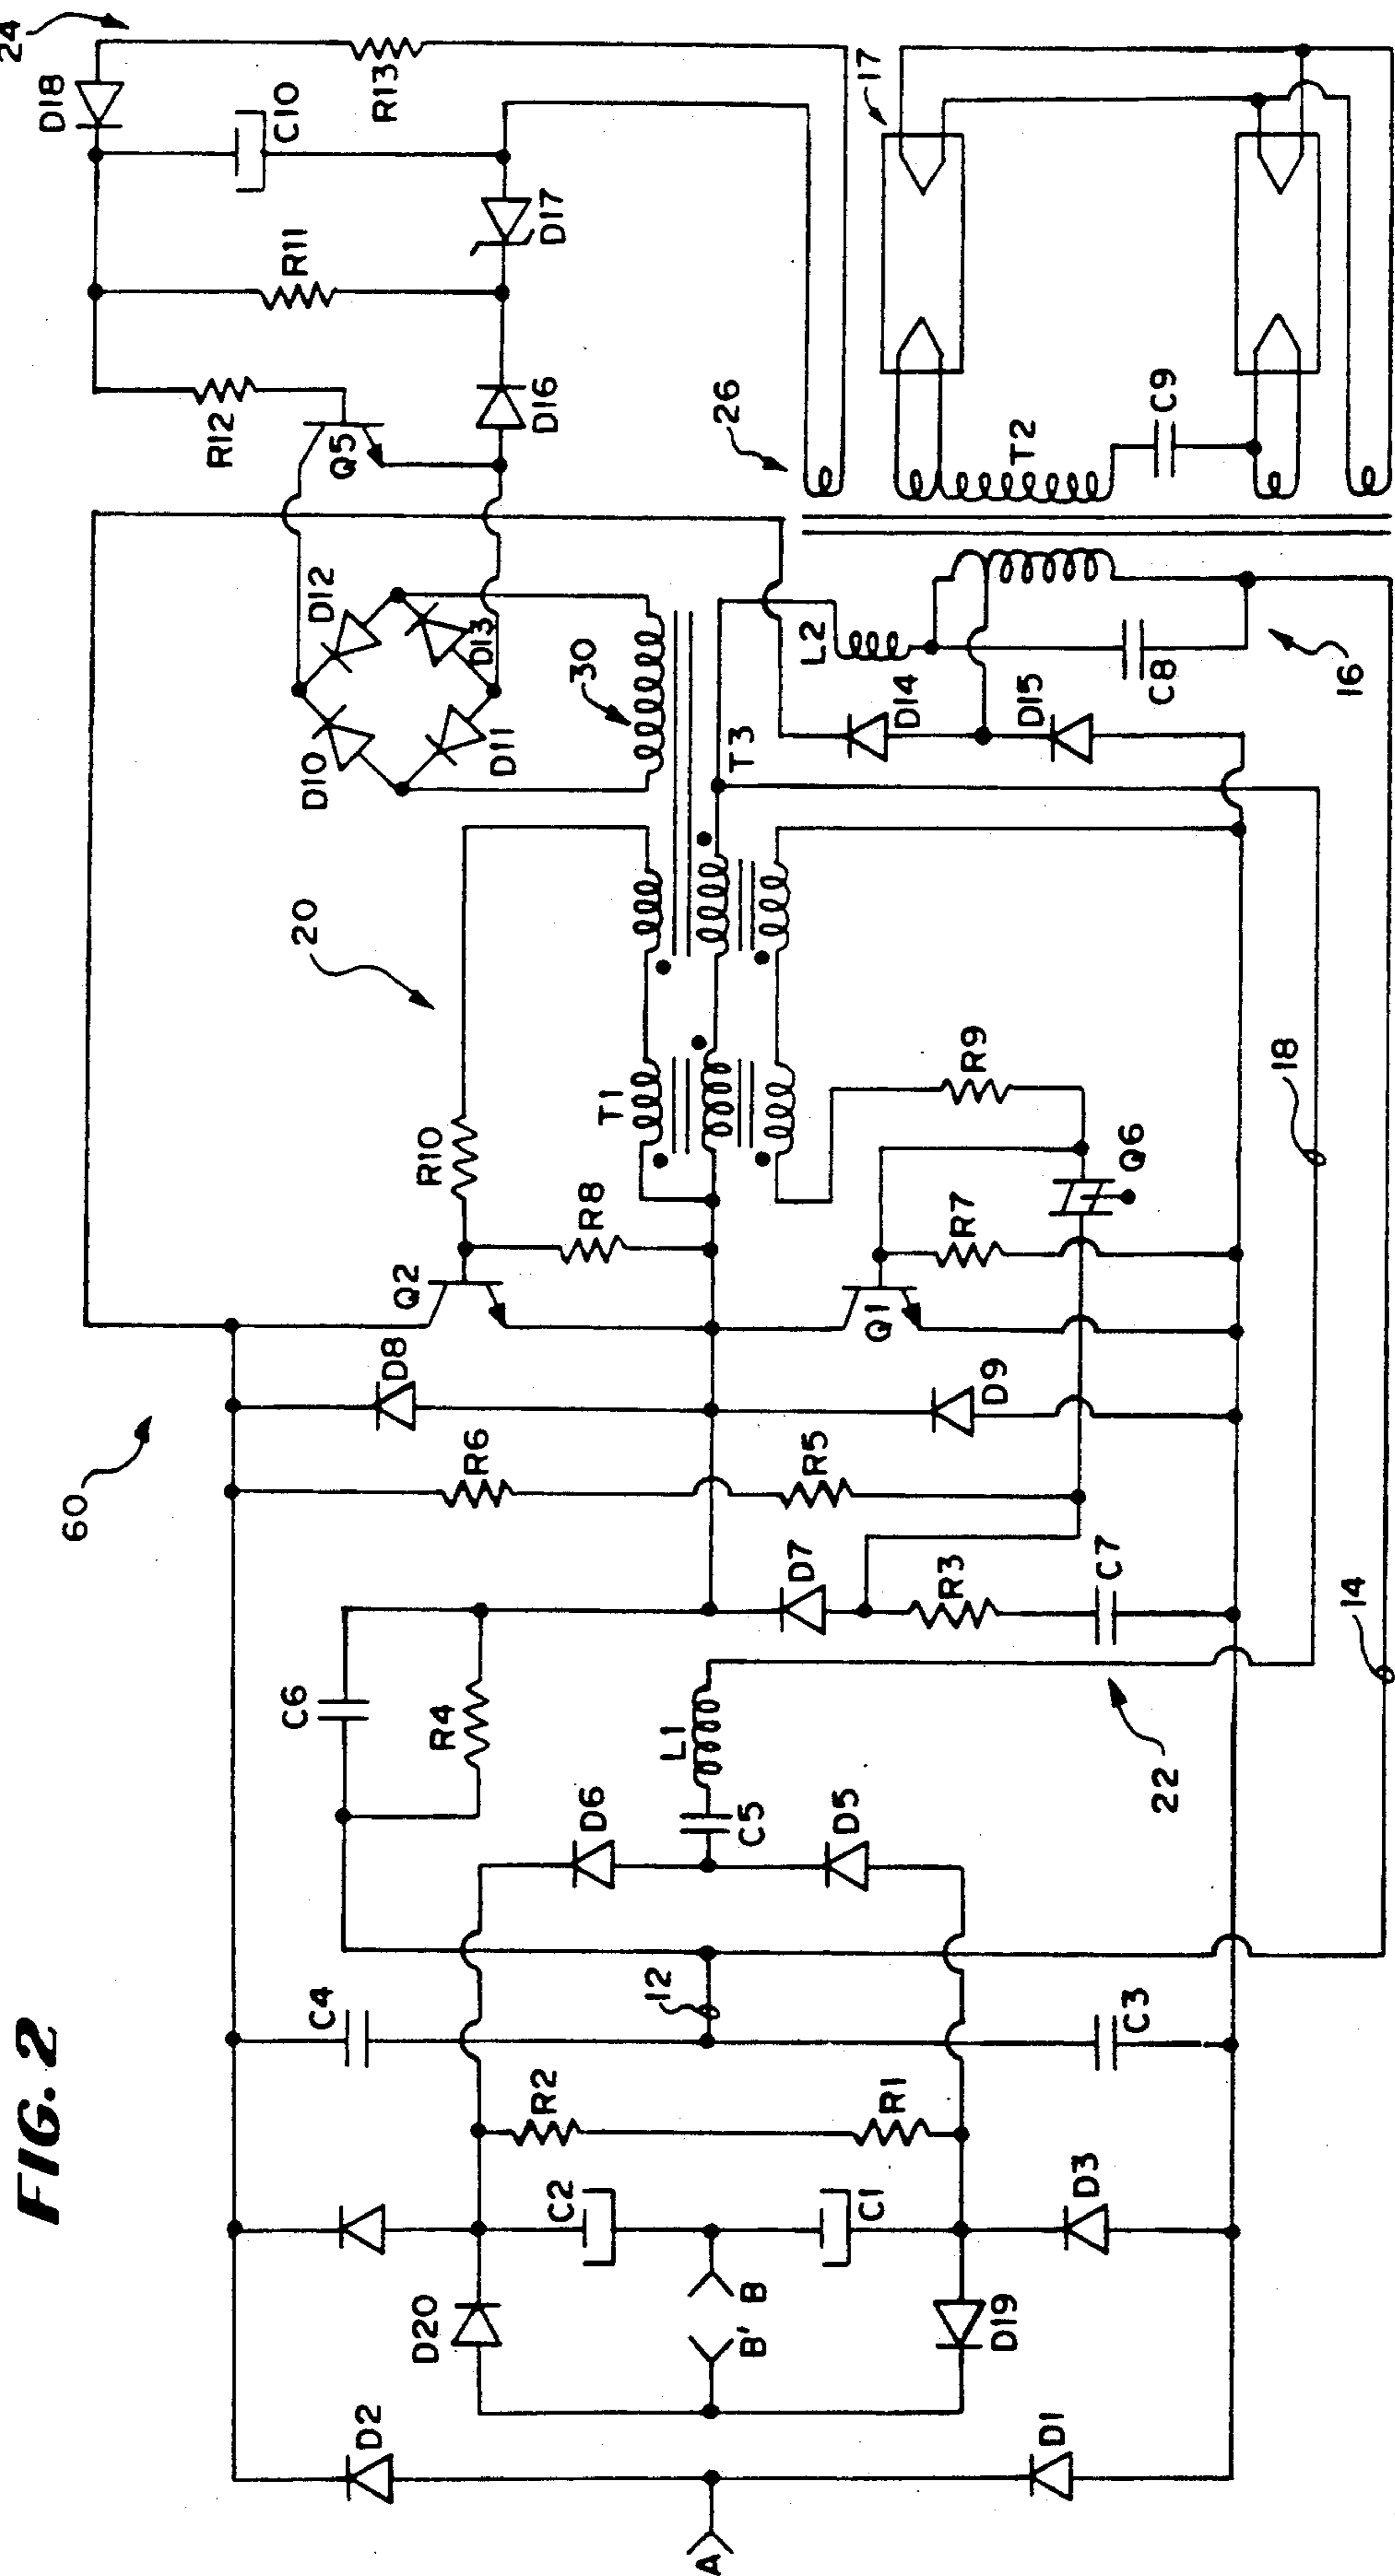 FIG. 2
60
20
24
A
D2
D1
D20
D19
B'
B
C2
C1
D3
R2
R1
C4
C3
12
D6
D5
C5
L1
22
C6
R4
14
D7
R3
C7
R6
R5
D8
D9
Q2
Q1
R8
R7
R10
Q6
R9
T1
18
T3
30
D10
D11
D12
D13
D14
D15
L2
C8
16
26
T2
C9
17
Q5
R12
D16
R11
D17
C10
D18
R13